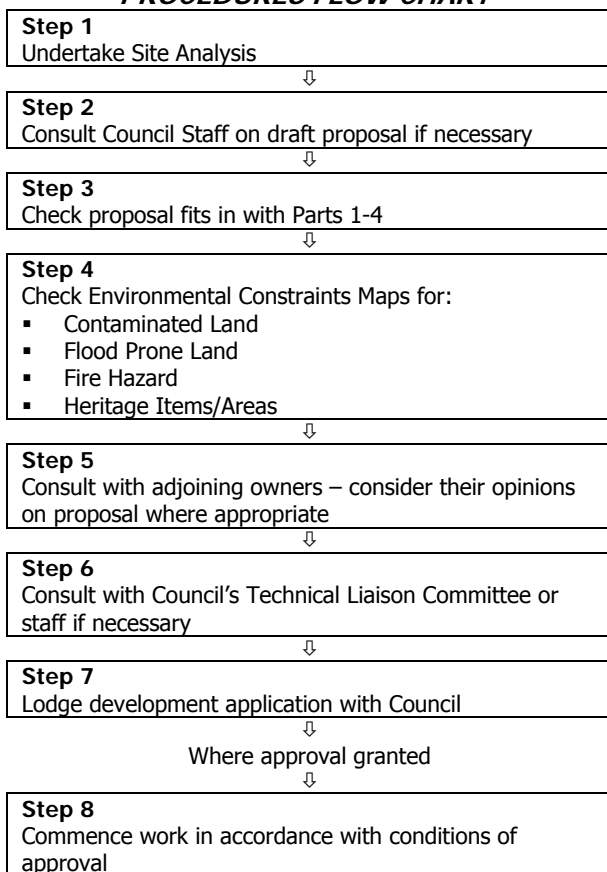 PROCEDURES FLOW CHART
Step 1
Undertake Site Analysis
⇩
Step 2
Consult Council Staff on draft proposal if necessary
⇩
Step 3
Check proposal fits in with Parts 1-4
⇩
Step 4
Check Environmental Constraints Maps for:
▪ Contaminated Land
▪ Flood Prone Land
▪ Fire Hazard
▪ Heritage Items/Areas
⇩
Step 5
Consult with adjoining owners – consider their opinions
on proposal where appropriate
⇩
Step 6
Consult with Council’s Technical Liaison Committee or
staff if necessary
⇩
Step 7
Lodge development application with Council
⇩
Where approval granted
⇩
Step 8
Commence work in accordance with conditions of
approval